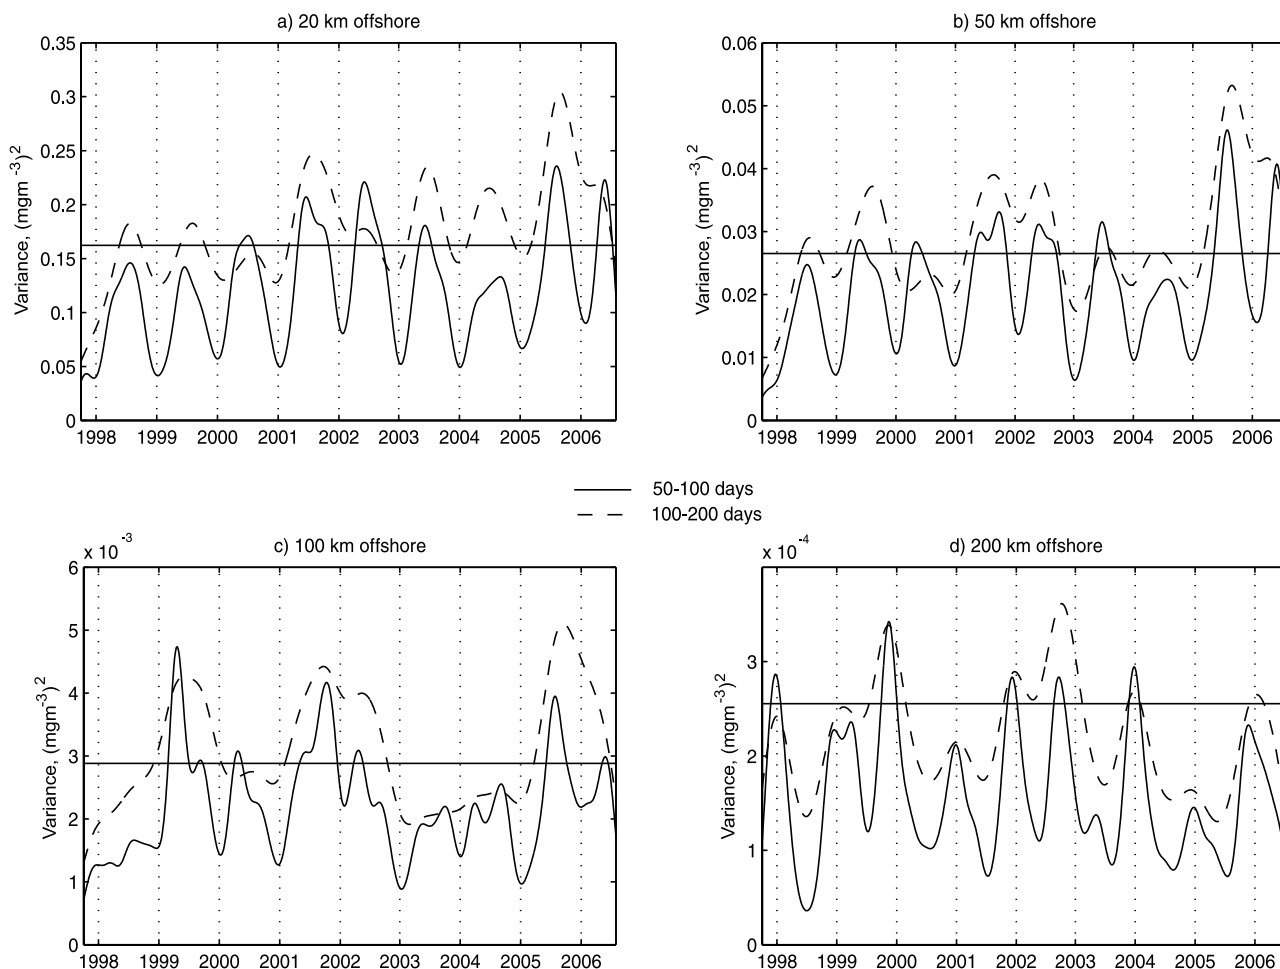 a) 20 km offshore
0.35
0.3
0.25
0.2
0.15
0.1
0.05
0
Variance, (mgm⁻³)²
1998 1999 2000 2001 2002 2003 2004 2005 2006
b) 50 km offshore
0.06
0.05
0.04
0.03
0.02
0.01
0
Variance, (mgm⁻³)²
1998 1999 2000 2001 2002 2003 2004 2005 2006
50-100 days
100-200 days
x 10⁻³
c) 100 km offshore
6
5
4
3
2
1
0
Variance, (mgm⁻³)²
1998 1999 2000 2001 2002 2003 2004 2005 2006
x 10⁻⁴
d) 200 km offshore
3
2
1
0
Variance, (mgm⁻³)²
1998 1999 2000 2001 2002 2003 2004 2005 2006